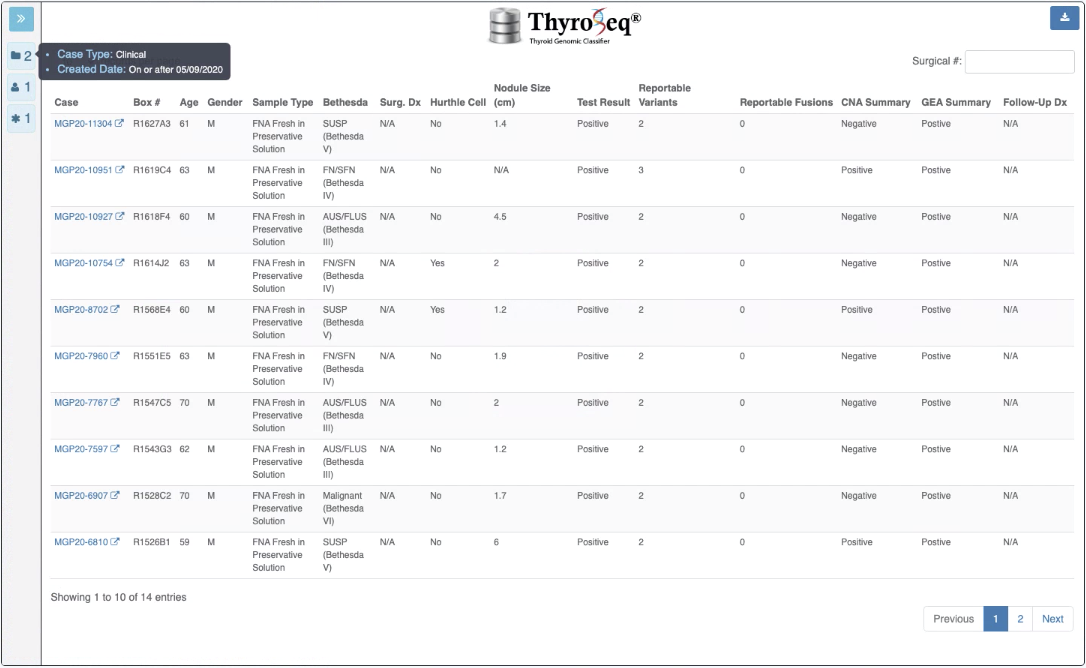 ThyroSeq®
Thyroid Genomic Classifier
2
1
1
• Case Type: Clinical
• Created Date: On or after 05/09/2020
Surgical #:
Case Box # Age Gender Sample Type Bethesda Surg. Dx Hurthle Cell Nodule Size (cm) Test Result Reportable Variants Reportable Fusions CNA Summary GEA Summary Follow-Up Dx
MGP20-11304 R1627A3 61 M FNA Fresh in SUSP N/A No 1.4 Positive 2 0 Negative Postive N/A
Preservative (Bethesda
Solution V)
MGP20-10951 R1619C4 63 M FNA Fresh in FN/SFN N/A No N/A Positive 3 0 Positive Postive N/A
Preservative (Bethesda
Solution IV)
MGP20-10927 R1618F4 60 M FNA Fresh in AUS/FLUS N/A No 4.5 Positive 2 0 Negative Postive N/A
Preservative (Bethesda
Solution III)
MGP20-10754 R1614J2 63 M FNA Fresh in FN/SFN N/A Yes 2 Positive 2 0 Negative Postive N/A
Preservative (Bethesda
Solution IV)
MGP20-8702 R1568E4 60 M FNA Fresh in SUSP N/A Yes 1.2 Positive 2 0 Positive Postive N/A
Preservative (Bethesda
Solution V)
MGP20-7960 R1551E5 63 M FNA Fresh in FN/SFN N/A No 1.9 Positive 2 0 Negative Postive N/A
Preservative (Bethesda
Solution IV)
MGP20-7767 R1547C5 70 M FNA Fresh in AUS/FLUS N/A No 2 Positive 2 0 Negative Postive N/A
Preservative (Bethesda
Solution III)
MGP20-7597 R1543G3 62 M FNA Fresh in AUS/FLUS N/A No 1.2 Positive 2 0 Negative Postive N/A
Preservative (Bethesda
Solution III)
MGP20-6907 R1528C2 70 M FNA Fresh in Malignant N/A No 1.7 Positive 2 0 Negative Postive N/A
Preservative (Bethesda
Solution VI)
MGP20-6810 R1526B1 59 M FNA Fresh in SUSP N/A No 6 Positive 2 0 Positive Postive N/A
Preservative (Bethesda
Solution V)
Showing 1 to 10 of 14 entries
Previous 1 2 Next